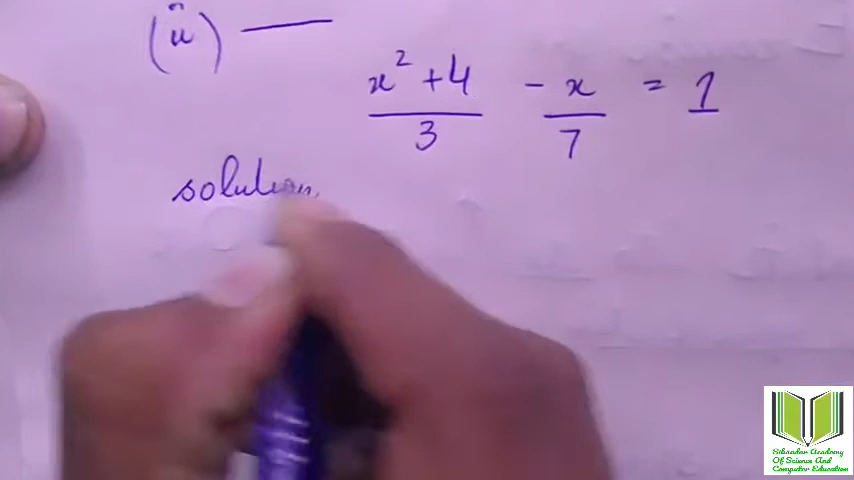 (ii) —
x² + 4 / 3 - x / 7 = 1
solution
Sikandar Academy
Of Science And
Computer Education